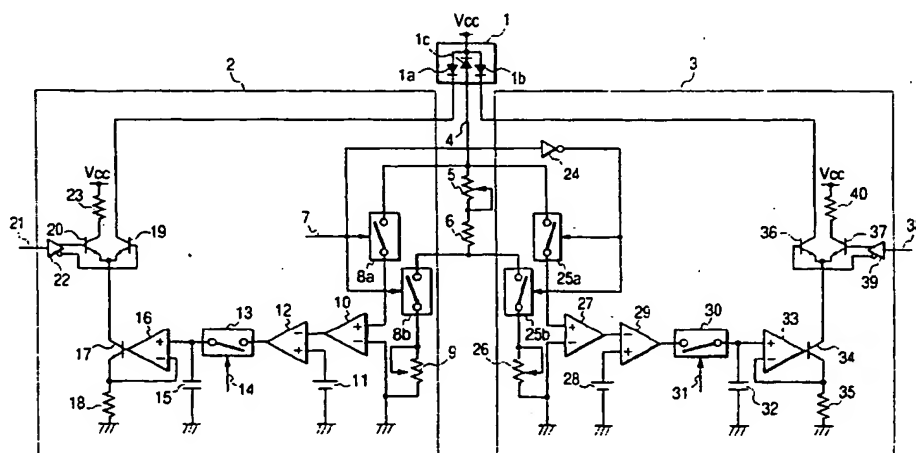 Vcc 1
1c
2 1a 1b 3
4
24
Vcc Vcc
23 5 40
7
21 20 19 6 36 37 38
22 8a 25a 39
8b 25b
13 12 10 27 29 30 33
16
17 34
9 26
14 11 28 31
18 15 32 35
+ - + - + - - + + - + -